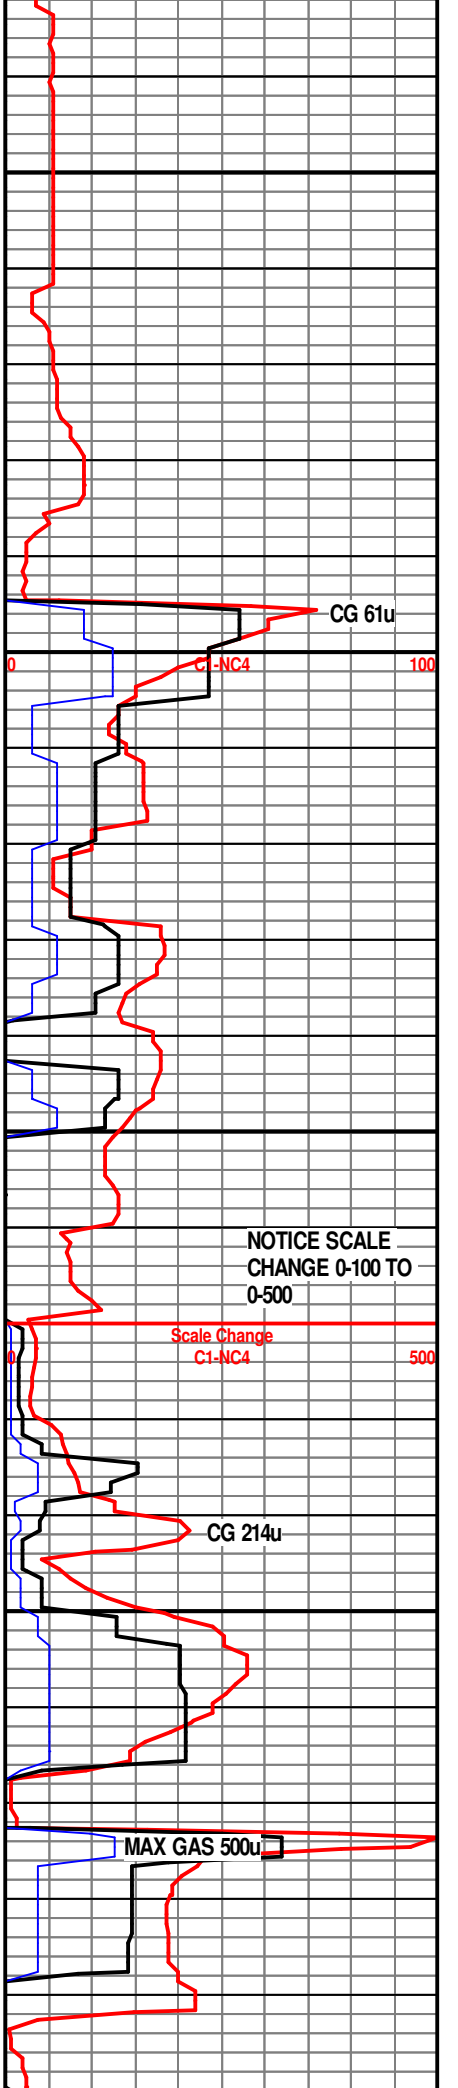 CG 61u
0 C1-NC4 100
NOTICE SCALE
CHANGE 0-100 TO
0-500
Scale Change
0 C1-NC4 500
CG 214u
MAX GAS 500u